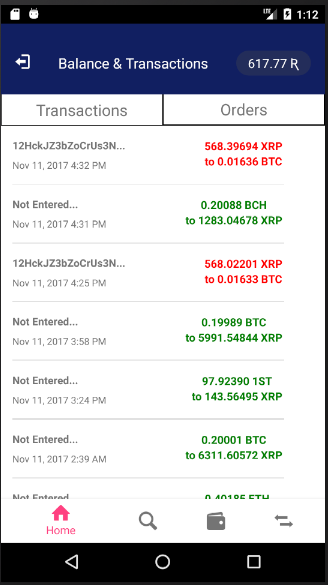 1:12
Balance & Transactions
617.77 Ʀ
Transactions
Orders
12HckJZ3bZoCrUs3N...
568.39694 XRP
Nov 11, 2017 4:32 PM
to 0.01636 BTC
Not Entered...
0.20088 BCH
Nov 11, 2017 4:31 PM
to 1283.04678 XRP
12HckJZ3bZoCrUs3N...
568.02201 XRP
Nov 11, 2017 4:25 PM
to 0.01633 BTC
Not Entered...
0.19989 BTC
Nov 11, 2017 3:58 PM
to 5991.54844 XRP
Not Entered...
97.92390 1ST
Nov 11, 2017 3:24 PM
to 143.56495 XRP
Not Entered...
0.20001 BTC
Nov 11, 2017 2:39 AM
to 6311.60572 XRP
Not Entered...
0.40185 ETH
Home